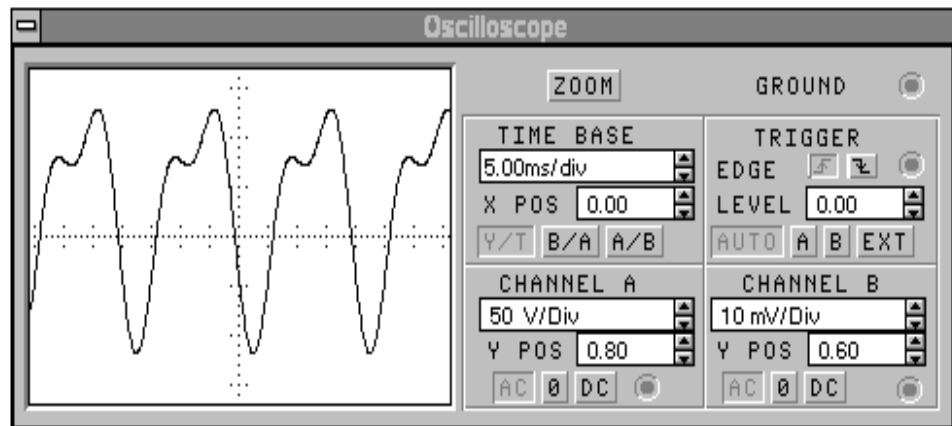 Oscilloscope
ZOOM GROUND
TIME BASE
5.00ms/div
X POS 0.00
Y/T B/A A/B
TRIGGER
EDGE
LEVEL 0.00
AUTO A B EXT
CHANNEL A
50 V/Div
Y POS 0.80
AC 0 DC
CHANNEL B
10 mV/Div
Y POS 0.60
AC 0 DC